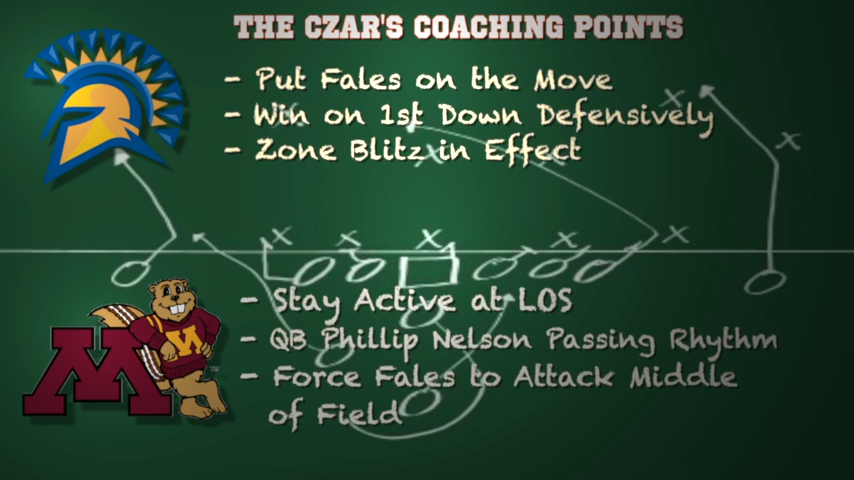 THE CZAR'S COACHING POINTS
- Put Fales on the Move
- Win on 1st Down Defensively
- Zone Blitz in Effect
- Stay Active at LOS
- QB Phillip Nelson Passing Rhythm
- Force Fales to Attack Middle
of Field
M